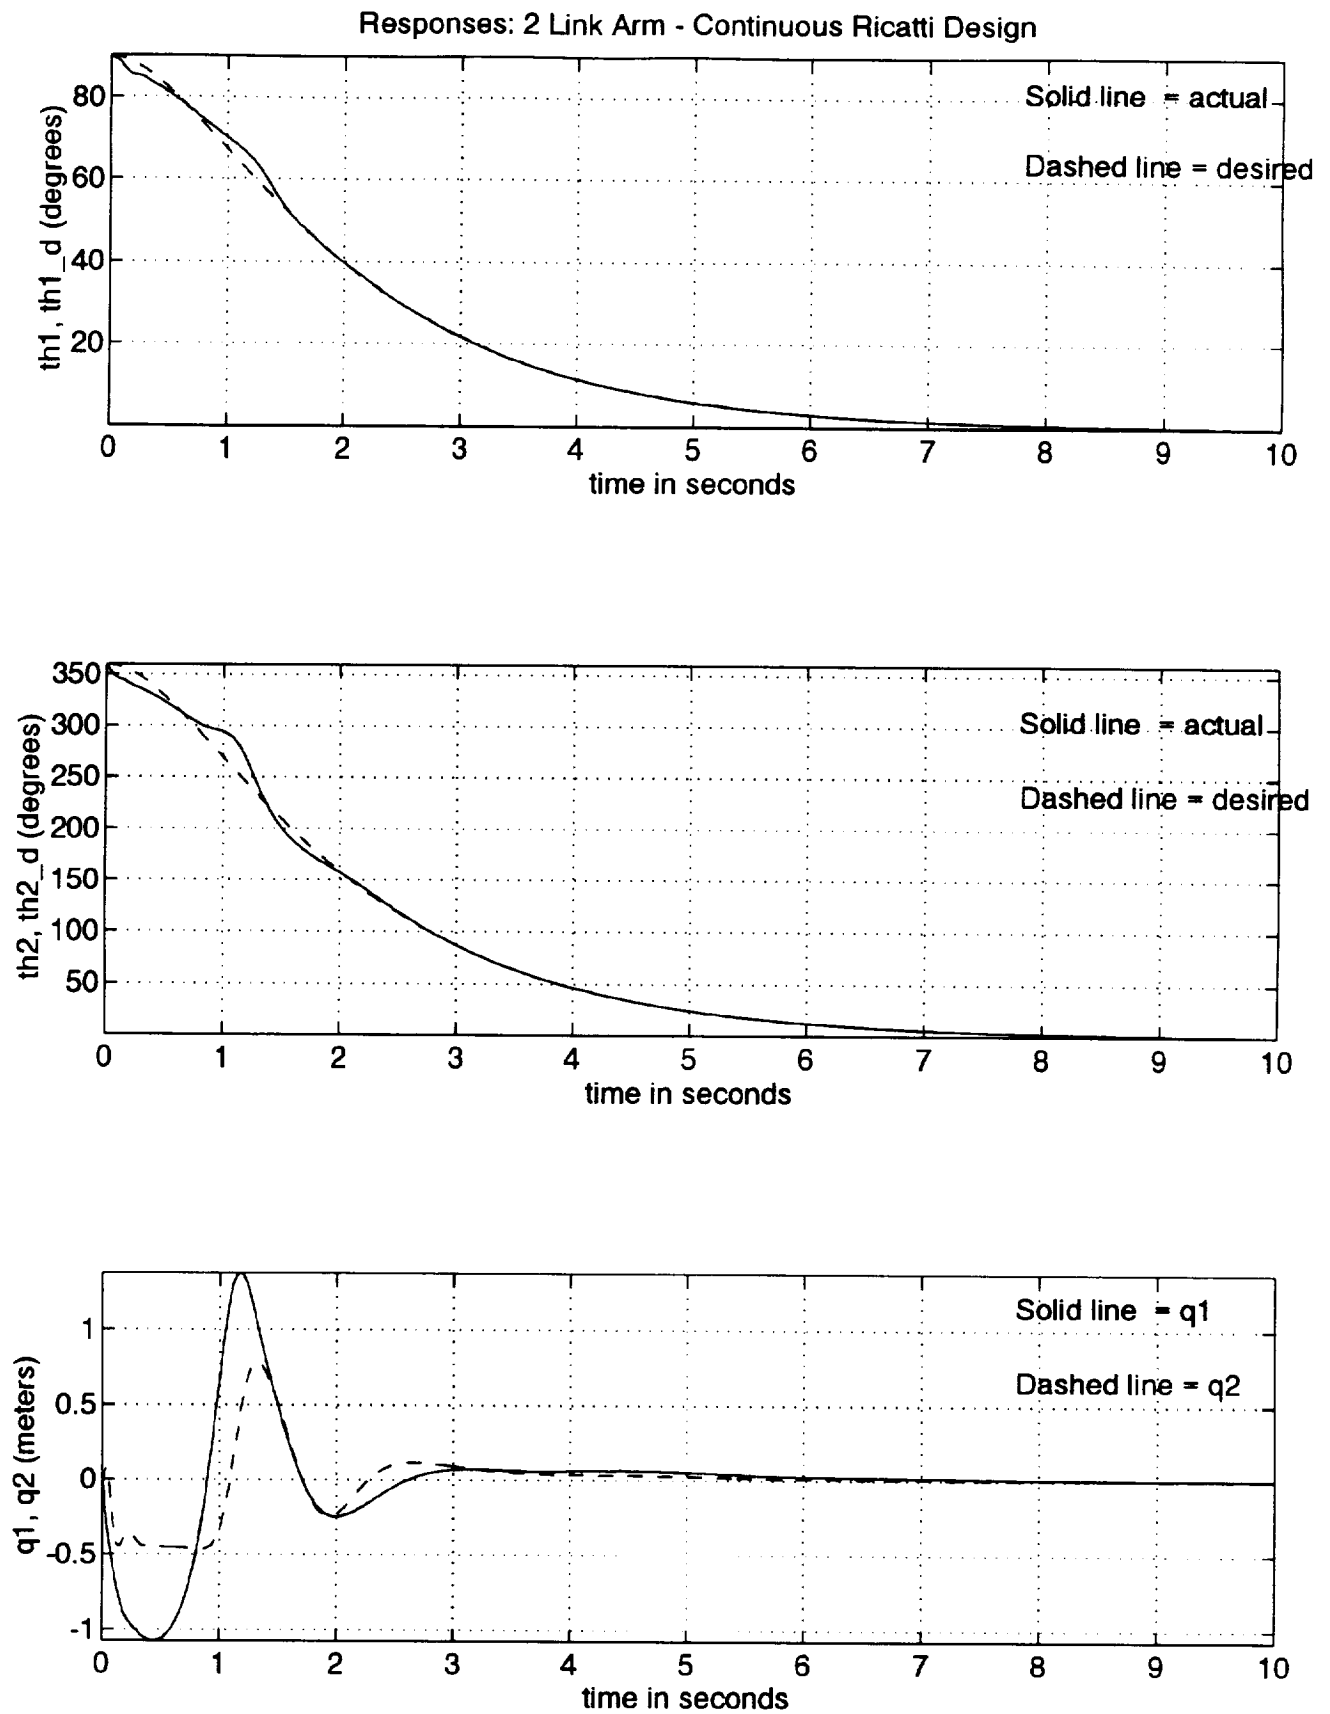 Responses: 2 Link Arm - Continuous Ricatti Design
th1, th1_d (degrees)
80
60
40
20
Solid line = actual
Dashed line = desired
0 1 2 3 4 5 6 7 8 9 10
time in seconds
th2, th2_d (degrees)
350
300
250
200
150
100
50
Solid line = actual
Dashed line = desired
0 1 2 3 4 5 6 7 8 9 10
time in seconds
q1, q2 (meters)
1
0.5
0
-0.5
-1
Solid line = q1
Dashed line = q2
0 1 2 3 4 5 6 7 8 9 10
time in seconds